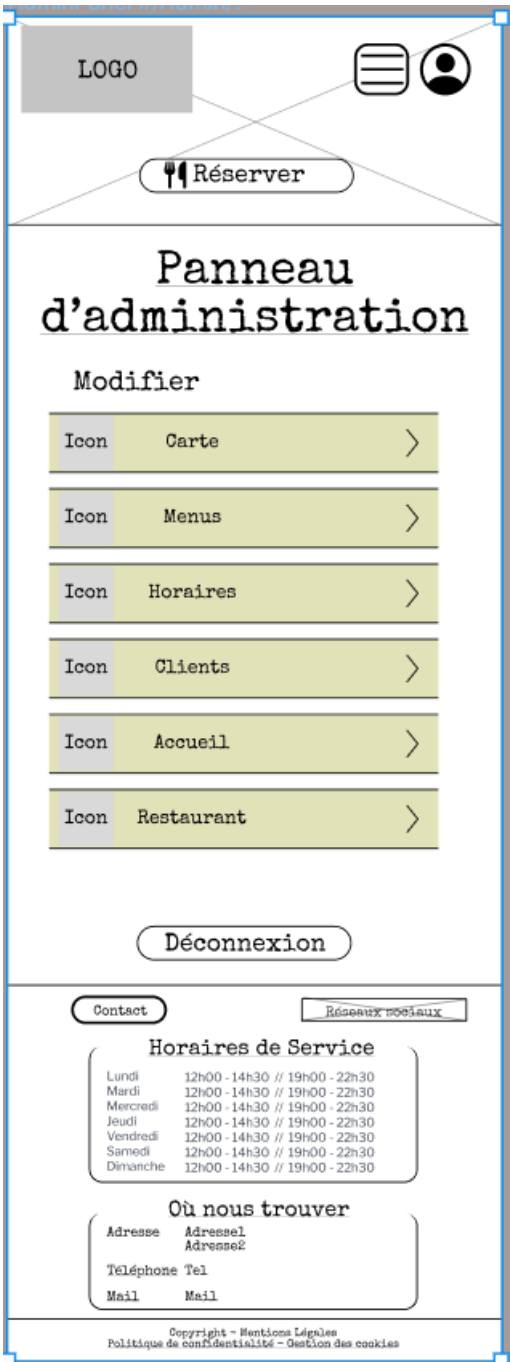 LOGO
Réserver
Panneau
d'administration
Modifier
Icon Carte
Icon Menus
Icon Horaires
Icon Clients
Icon Accueil
Icon Restaurant
Déconnexion
Contact
Réseaux sociaux
Horaires de Service
Lundi 12h00 - 14h30 // 19h00 - 22h30
Mardi 12h00 - 14h30 // 19h00 - 22h30
Mercredi 12h00 - 14h30 // 19h00 - 22h30
Jeudi 12h00 - 14h30 // 19h00 - 22h30
Vendredi 12h00 - 14h30 // 19h00 - 22h30
Samedi 12h00 - 14h30 // 19h00 - 22h30
Dimanche 12h00 - 14h30 // 19h00 - 22h30
Où nous trouver
Adresse Adresse1
Adresse2
Téléphone Tel
Mail Mail
Copyright - Mentions Légales
Politique de confidentialité - Gestion des cookies